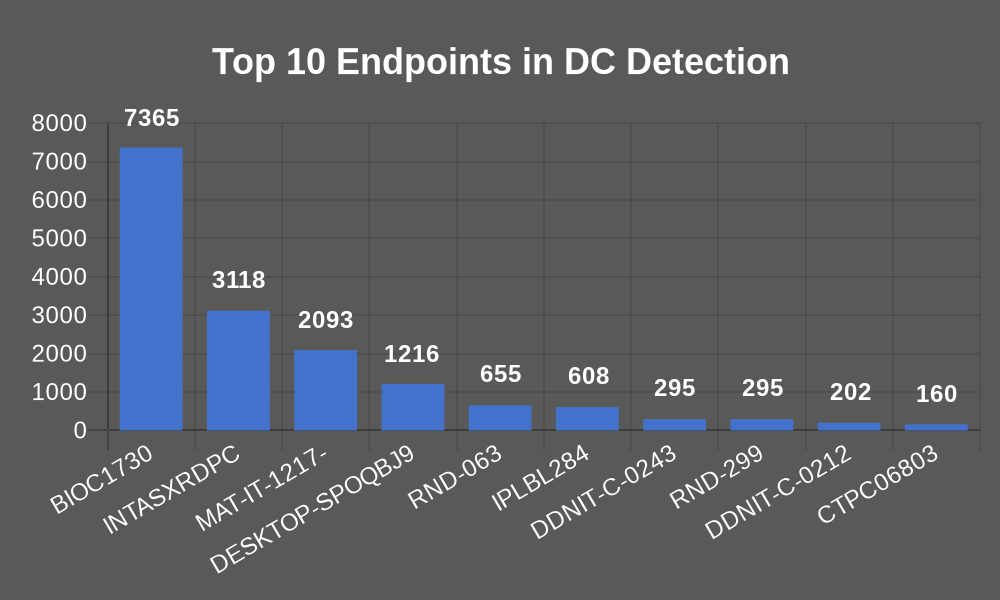 Top 10 Endpoints in DC Detection
8000
7000
6000
5000
4000
3000
2000
1000
0
7365
3118
2093
1216
655
608
295
295
202
160
BIOC1730
INTASXRDPC
MAT-IT-1217-
DESKTOP-SPOQBJ9
RND-063
IPLBL284
DDNIT-C-0243
RND-299
DDNIT-C-0212
CTPC06803